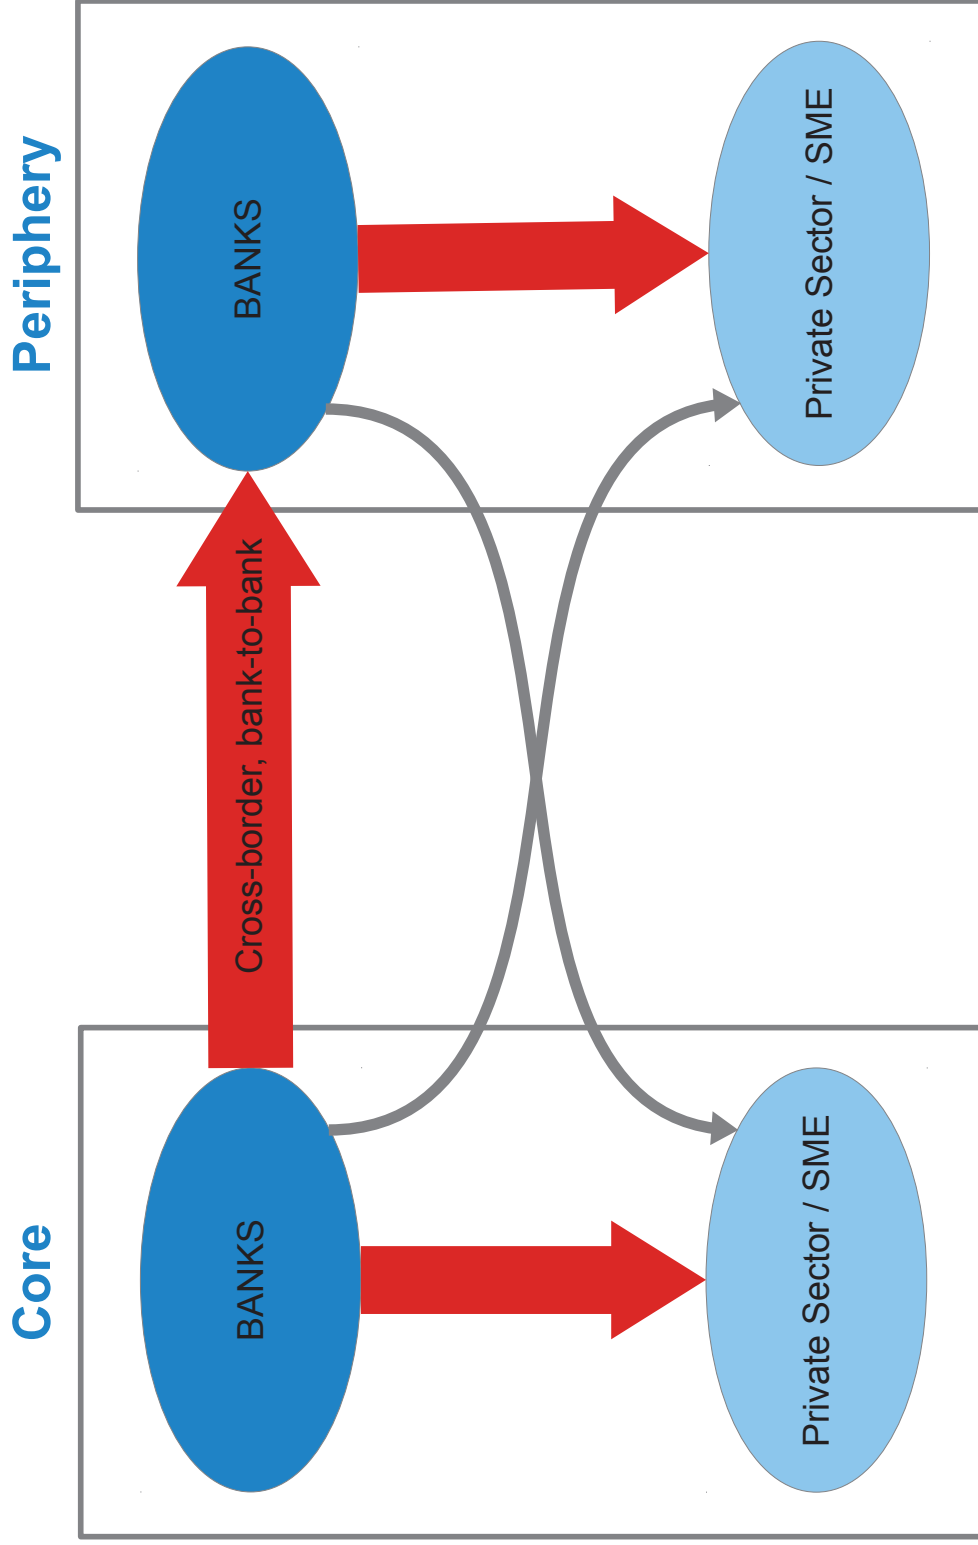 Core
Periphery
BANKS
Cross-border, bank-to-bank
BANKS
Private Sector / SME
Private Sector / SME